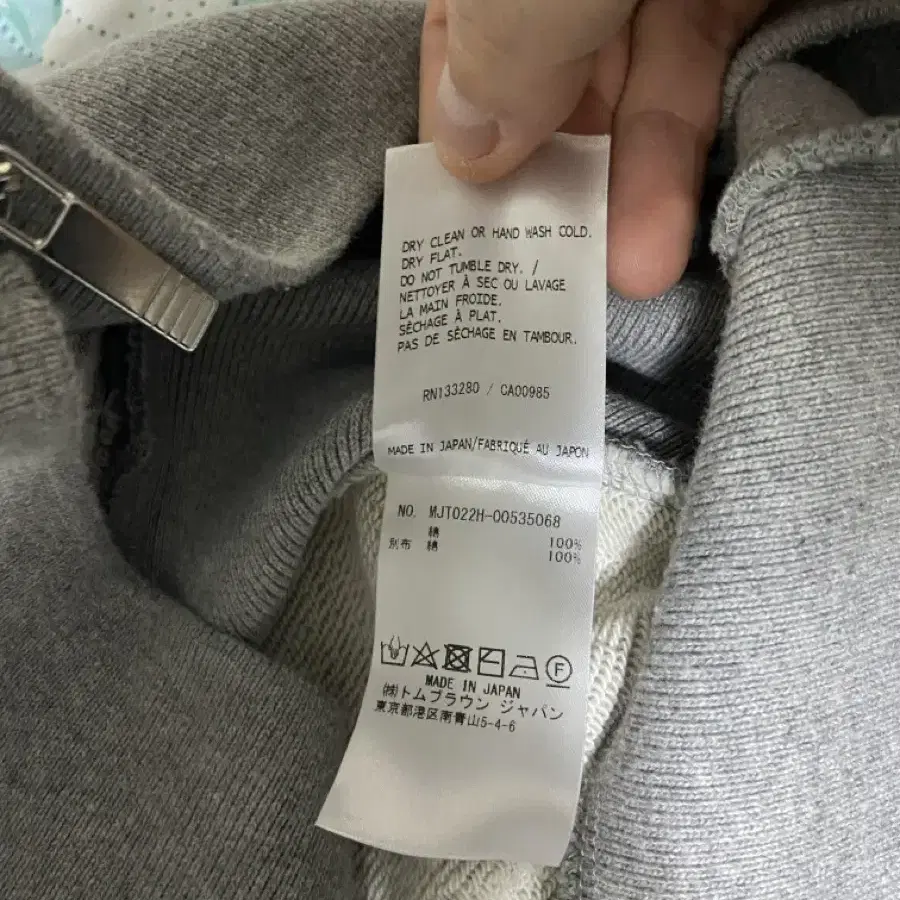 DRY CLEAN OR HAND WASH COLD.
DRY FLAT.
DO NOT TUMBLE DRY. /
NETTOYER À SEC OU LAVAGE
LA MAIN FROIDE.
SÉCHAGE À PLAT.
PAS DE SÉCHAGE EN TAMBOUR.
RN133280 / CA00985
MADE IN JAPAN/FABRIQUÉ AU JAPON
NO. MJT022H-00535068
綿 100%
別布 綿 100%
F
MADE IN JAPAN
㈱トムブラウン ジャパン
東京都港区南青山5-4-6